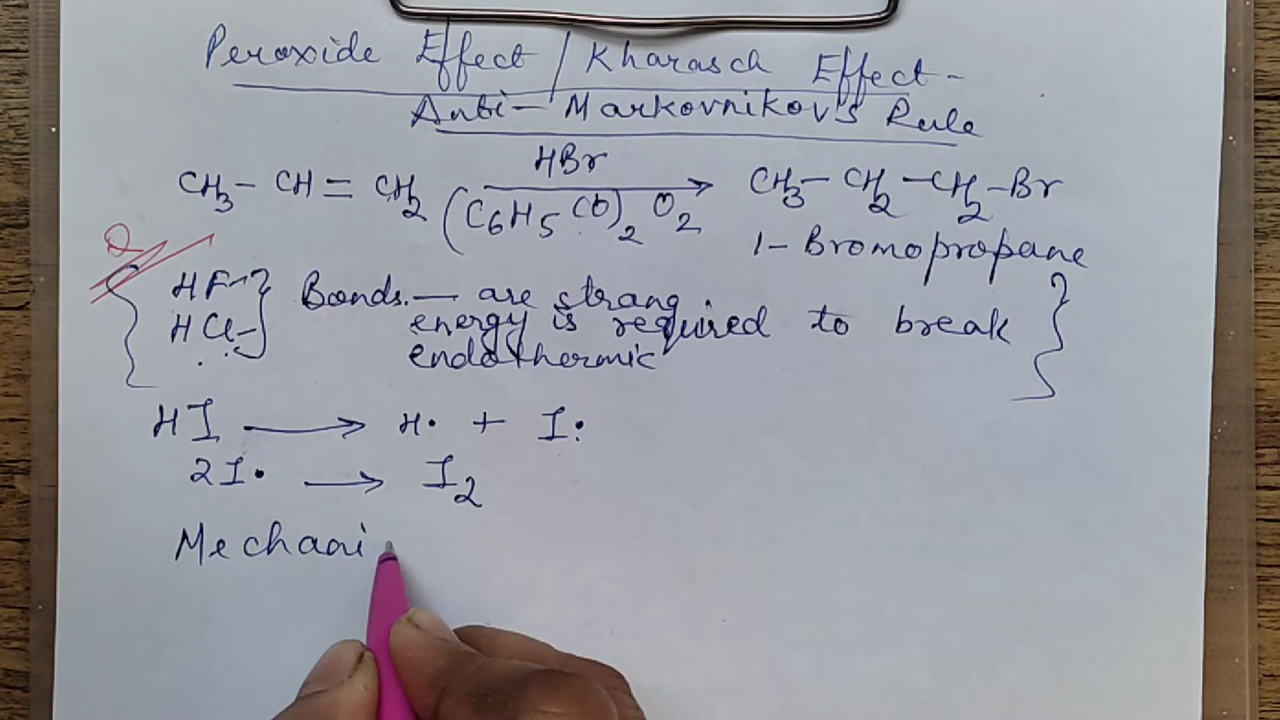 Peroxide Effect / Kharasch Effect -
Anti - Markovnikov's Rule
CH3 - CH = CH2 HBr (C6H5 CO)2 O2 → CH3 - CH2 - CH2 - Br
1 - Bromopropane
HF - } Bonds. — are strong.
HCl - energy is required to break
endothermic
HI → H· + I·
2I· → I2
Mechani